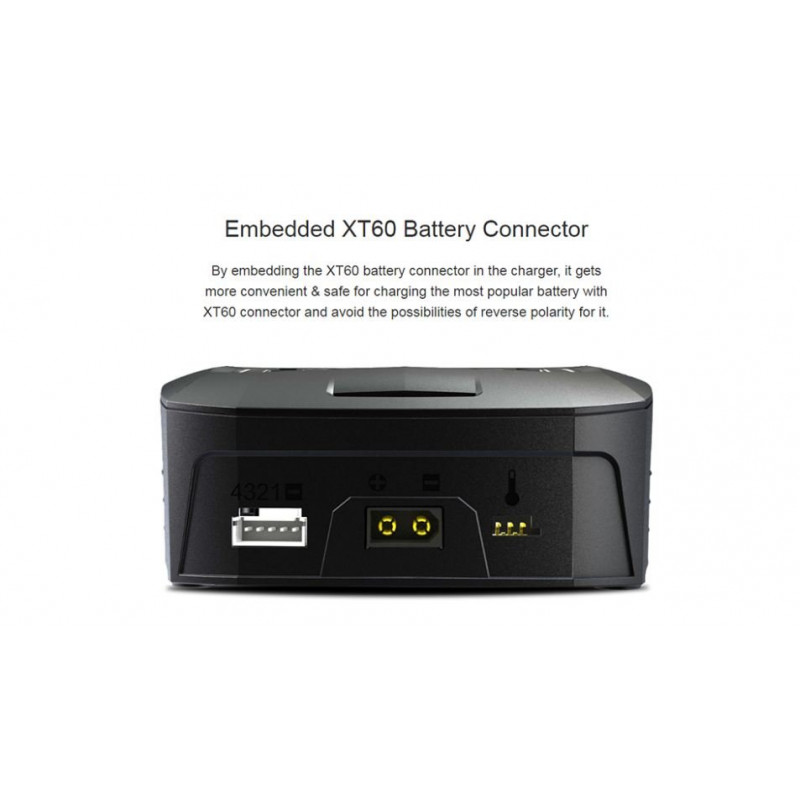 Embedded XT60 Battery Connector
By embedding the XT60 battery connector in the charger, it gets
more convenient & safe for charging the most popular battery with
XT60 connector and avoid the possibilities of reverse polarity for it.
4321